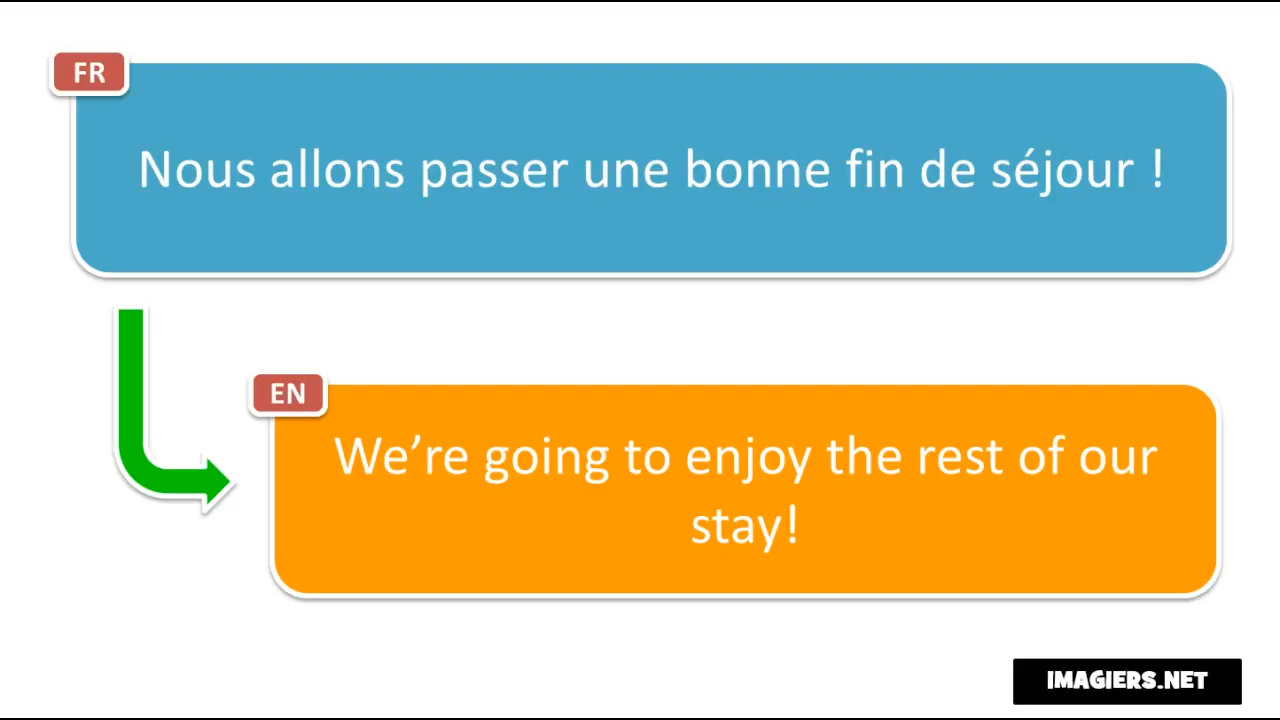 FR
Nous allons passer une bonne fin de séjour !
EN
We’re going to enjoy the rest of our
stay!
IMAGIERS.NET